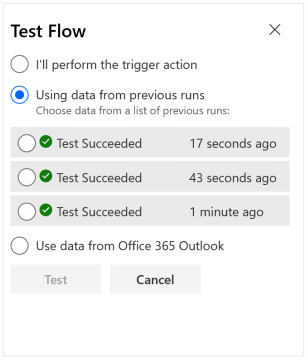 Test Flow
I'll perform the trigger action
Using data from previous runs
Choose data from a list of previous runs:
Test Succeeded 17 seconds ago
Test Succeeded 43 seconds ago
Test Succeeded 1 minute ago
Use data from Office 365 Outlook
Test Cancel